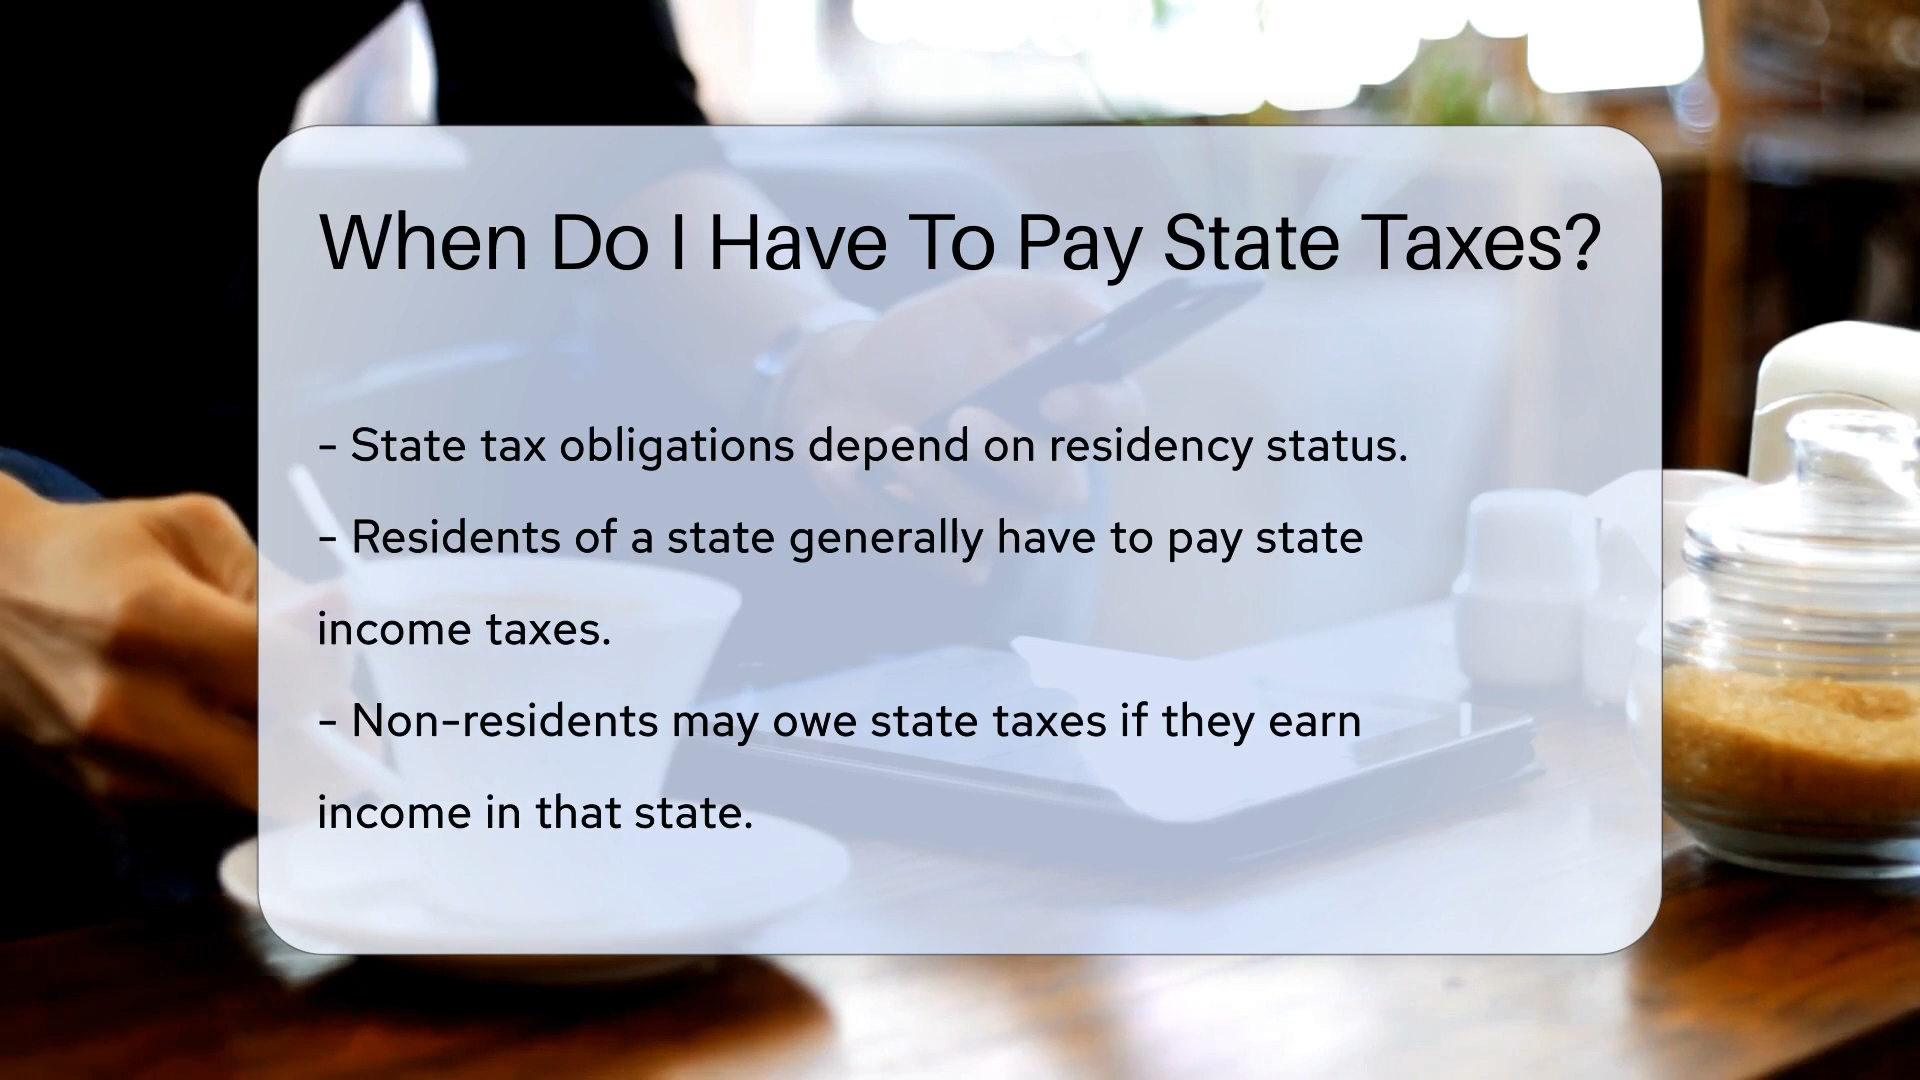 When Do I Have To Pay State Taxes?
- State tax obligations depend on residency status.
- Residents of a state generally have to pay state
income taxes.
- Non-residents may owe state taxes if they earn
income in that state.